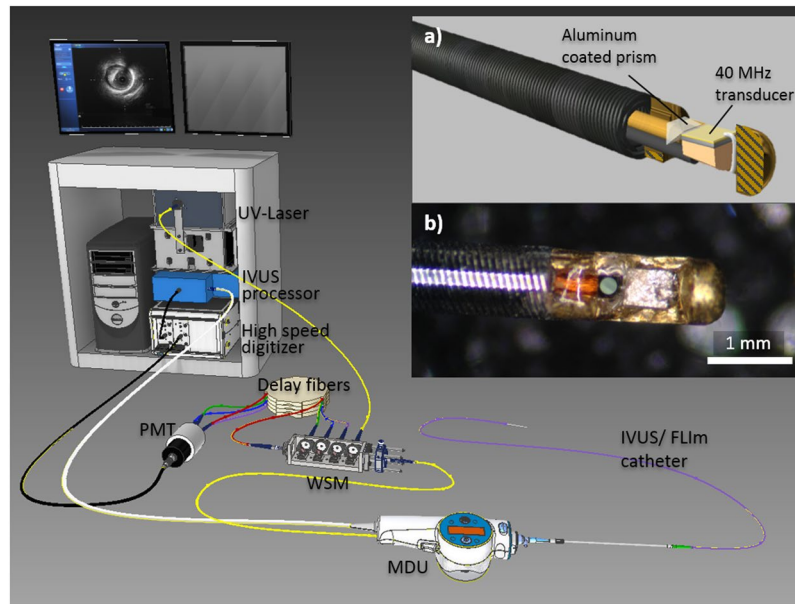 a)
Aluminum
coated prism
40 MHz
transducer
b)
1 mm
UV-Laser
IVUS
processor
High speed
digitizer
Delay fibers
PMT
WSM
IVUS/ FLIm
catheter
MDU